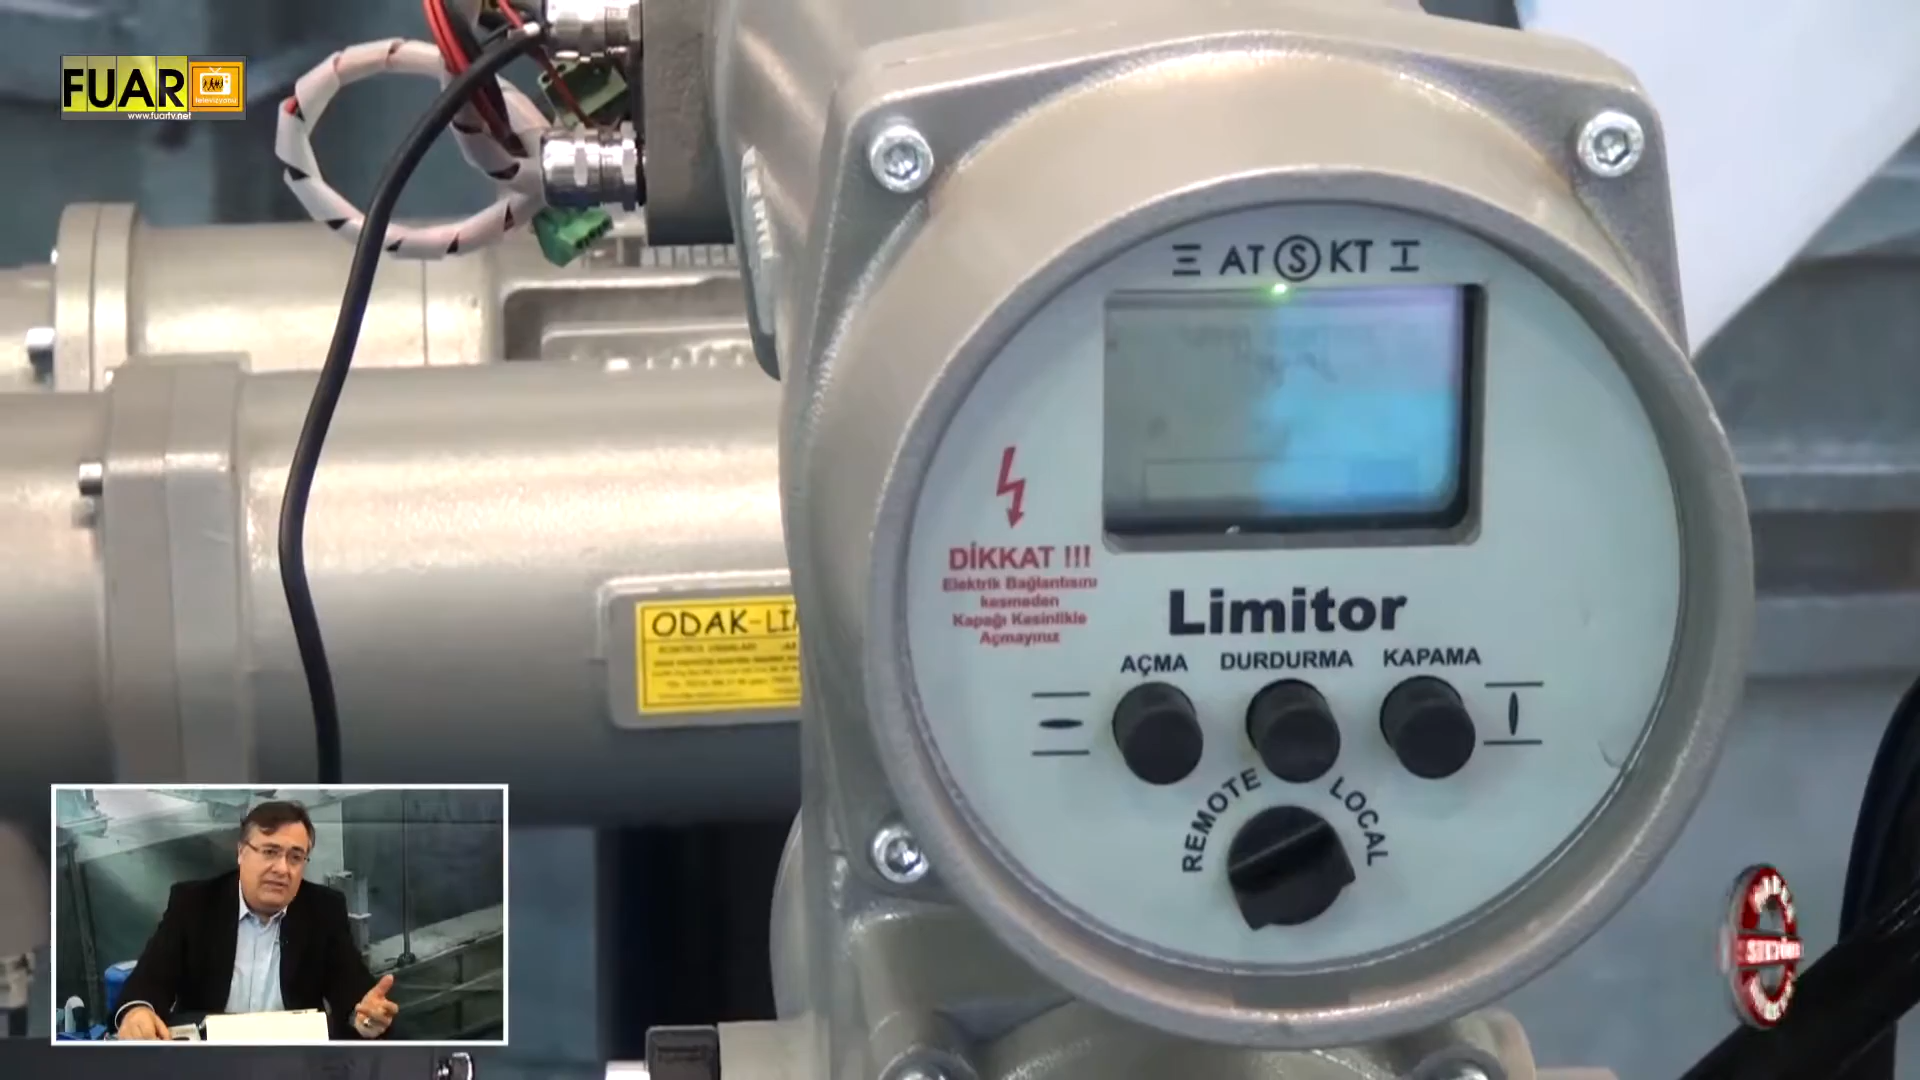 FUAR
televizyonu
www.fuartv.net
AT S KT
DİKKAT !!!
Elektrik Bağlantısını
kesmeden
Kapağı Kesinlikle
Açmayınız
Limitor
AÇMA DURDURMA KAPAMA
REMOTE LOCAL
ODAK-Lİ